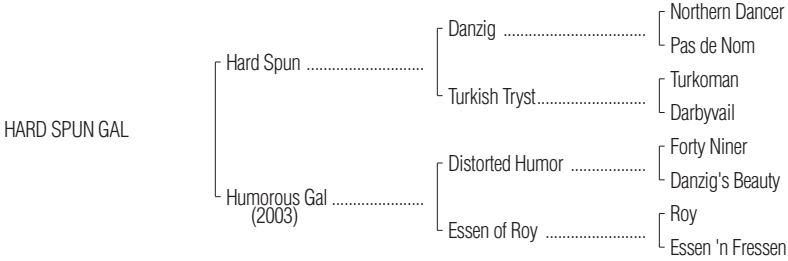 Northern Dancer
Danzig ................................
Pas de Nom
Hard Spun ...........................
Turkoman
Turkish Tryst.........................
Darbyvail
HARD SPUN GAL
Forty Niner
Distorted Humor .................
Danzig's Beauty
Humorous Gal .....................
(2003)
Roy
Essen of Roy .......................
Essen 'n Fressen